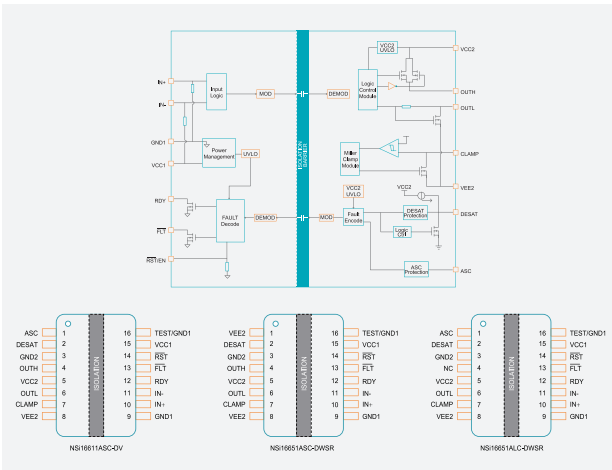 VCC2
UVLO
VCC2
IN+
Input
Logic
MOD
DEMOD
Logic
Control
Module
OUTH
IN-
OUTL
ISOLATION
BARRIER
GND1
Power
Management
UVLO
Miller
Clamp
Module
CLAMP
VCC1
VEE2
VCC2
UVLO
VCC2
RDY
FAULT
Decode
DEMOD
MOD
Fault
Encode
DESAT
Protection
DESAT
FLT
RST/EN
ASC
Protection
ASC
ASC 1 16 TEST/GND1
DESAT 2 15 VCC1
GND2 3 14 RST
OUTH 4 13 FLT
VCC2 5 12 RDY
OUTL 6 11 IN-
CLAMP 7 10 IN+
VEE2 8 9 GND1
ISOLATION
NSi16611ASC-DV
VEE2 1 16 TEST/GND1
DESAT 2 15 VCC1
GND2 3 14 RST
OUTH 4 13 FLT
VCC2 5 12 RDY
OUTL 6 11 IN-
CLAMP 7 10 IN+
VEE2 8 9 GND1
ISOLATION
NSi16651ASC-DWSR
ASC 1 16 TEST/GND1
DESAT 2 15 VCC1
GND2 3 14 RST
NC 4 13 FLT
VCC2 5 12 RDY
OUTL 6 11 IN-
CLAMP 7 10 IN+
VEE2 8 9 GND1
ISOLATION
NSi16651ALC-DWSR